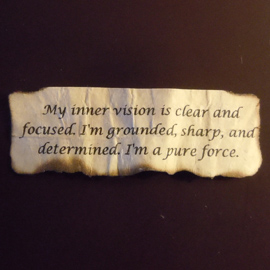 My inner vision is clear and
focused. I'm grounded, sharp, and
determined. I'm a pure force.